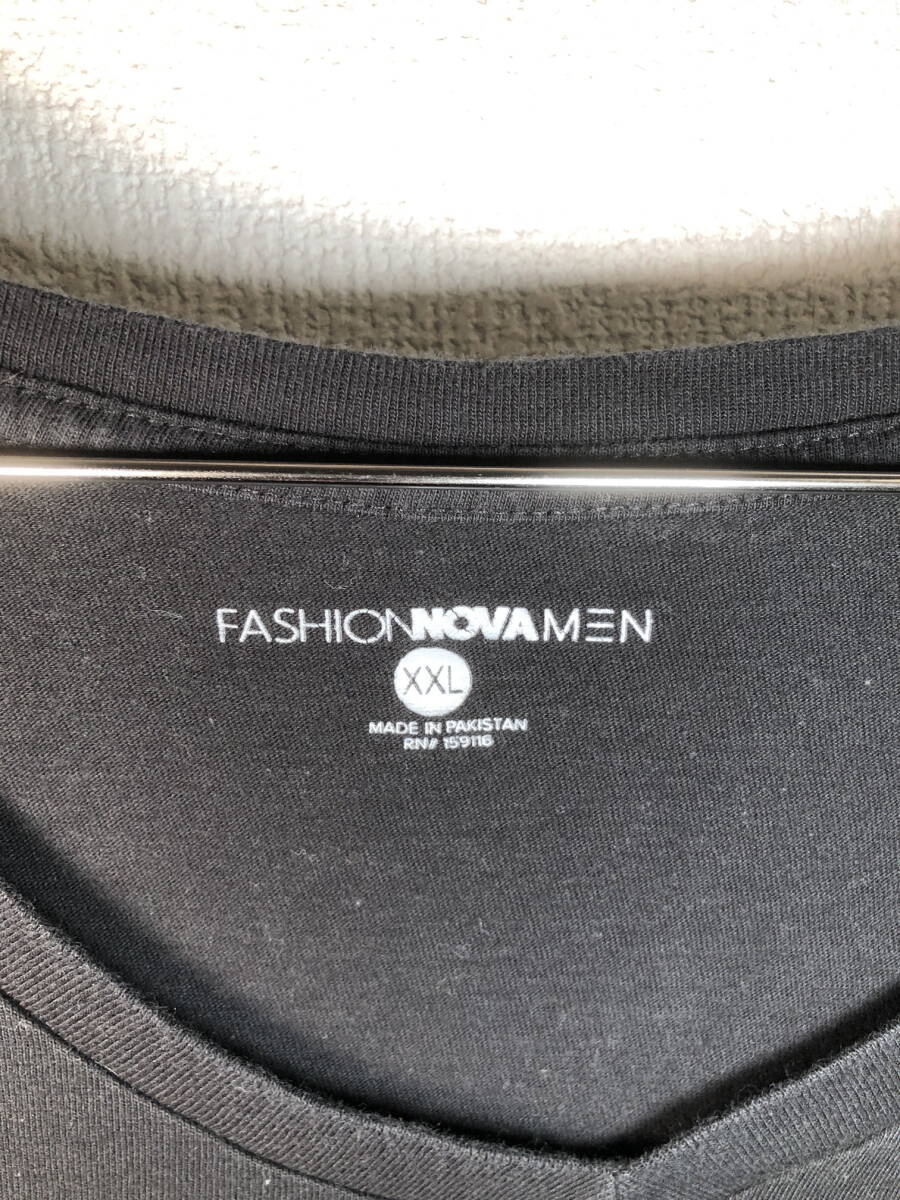 FASHIONNOVAMEN
XXL
MADE IN PAKISTAN
RN# 159116